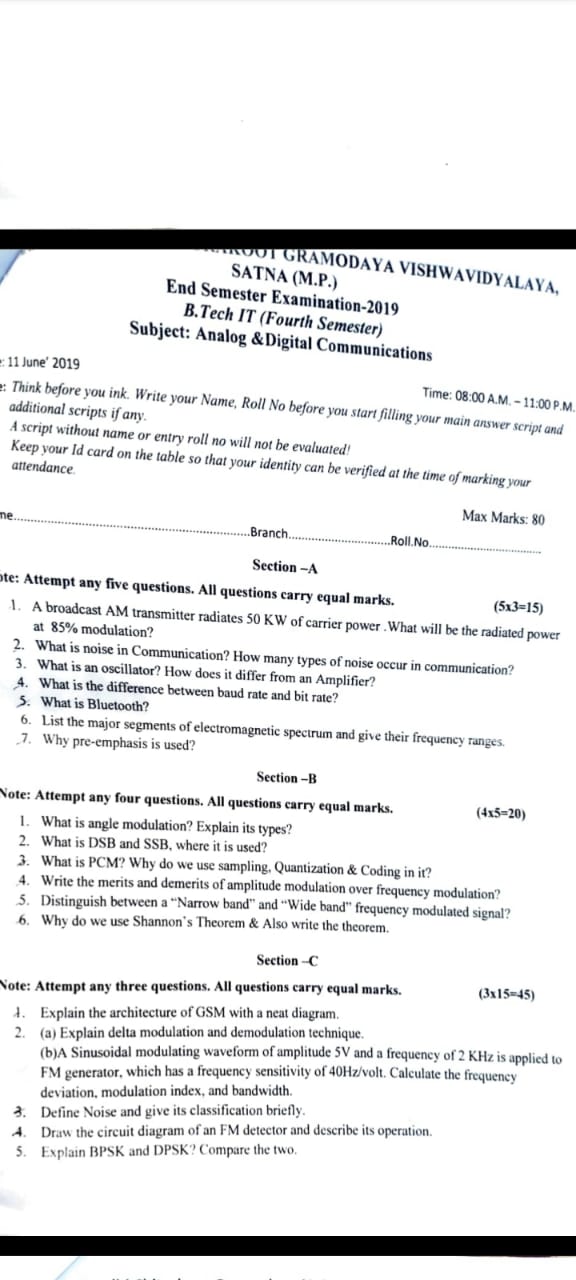 GRAMODAYA VISHWAVIDYALAYA,
SATNA (M.P.)
End Semester Examination-2019
B.Tech IT (Fourth Semester)
Subject: Analog &Digital Communications
11 June' 2019
Time: 08:00 A.M. – 11:00 P.M.
Think before you ink. Write your Name, Roll No before you start filling your main answer script and
additional scripts if any.
A script without name or entry roll no will not be evaluated!
Keep your Id card on the table so that your identity can be verified at the time of marking your
attendance.
Max Marks: 80
Branch..............................Roll.No..............................
Section –A
Attempt any five questions. All questions carry equal marks. (5x3=15)
1. A broadcast AM transmitter radiates 50 KW of carrier power .What will be the radiated power
at 85% modulation?
2. What is noise in Communication? How many types of noise occur in communication?
3. What is an oscillator? How does it differ from an Amplifier?
4. What is the difference between baud rate and bit rate?
5. What is Bluetooth?
6. List the major segments of electromagnetic spectrum and give their frequency ranges.
7. Why pre-emphasis is used?
Section –B
Note: Attempt any four questions. All questions carry equal marks. (4x5=20)
1. What is angle modulation? Explain its types?
2. What is DSB and SSB, where it is used?
3. What is PCM? Why do we use sampling, Quantization & Coding in it?
4. Write the merits and demerits of amplitude modulation over frequency modulation?
5. Distinguish between a “Narrow band” and “Wide band” frequency modulated signal?
6. Why do we use Shannon’s Theorem & Also write the theorem.
Section –C
Note: Attempt any three questions. All questions carry equal marks. (3x15=45)
1. Explain the architecture of GSM with a neat diagram.
2. (a) Explain delta modulation and demodulation technique.
(b)A Sinusoidal modulating waveform of amplitude 5V and a frequency of 2 KHz is applied to
FM generator, which has a frequency sensitivity of 40Hz/volt. Calculate the frequency
deviation, modulation index, and bandwidth.
3. Define Noise and give its classification briefly.
4. Draw the circuit diagram of an FM detector and describe its operation.
5. Explain BPSK and DPSK? Compare the two.